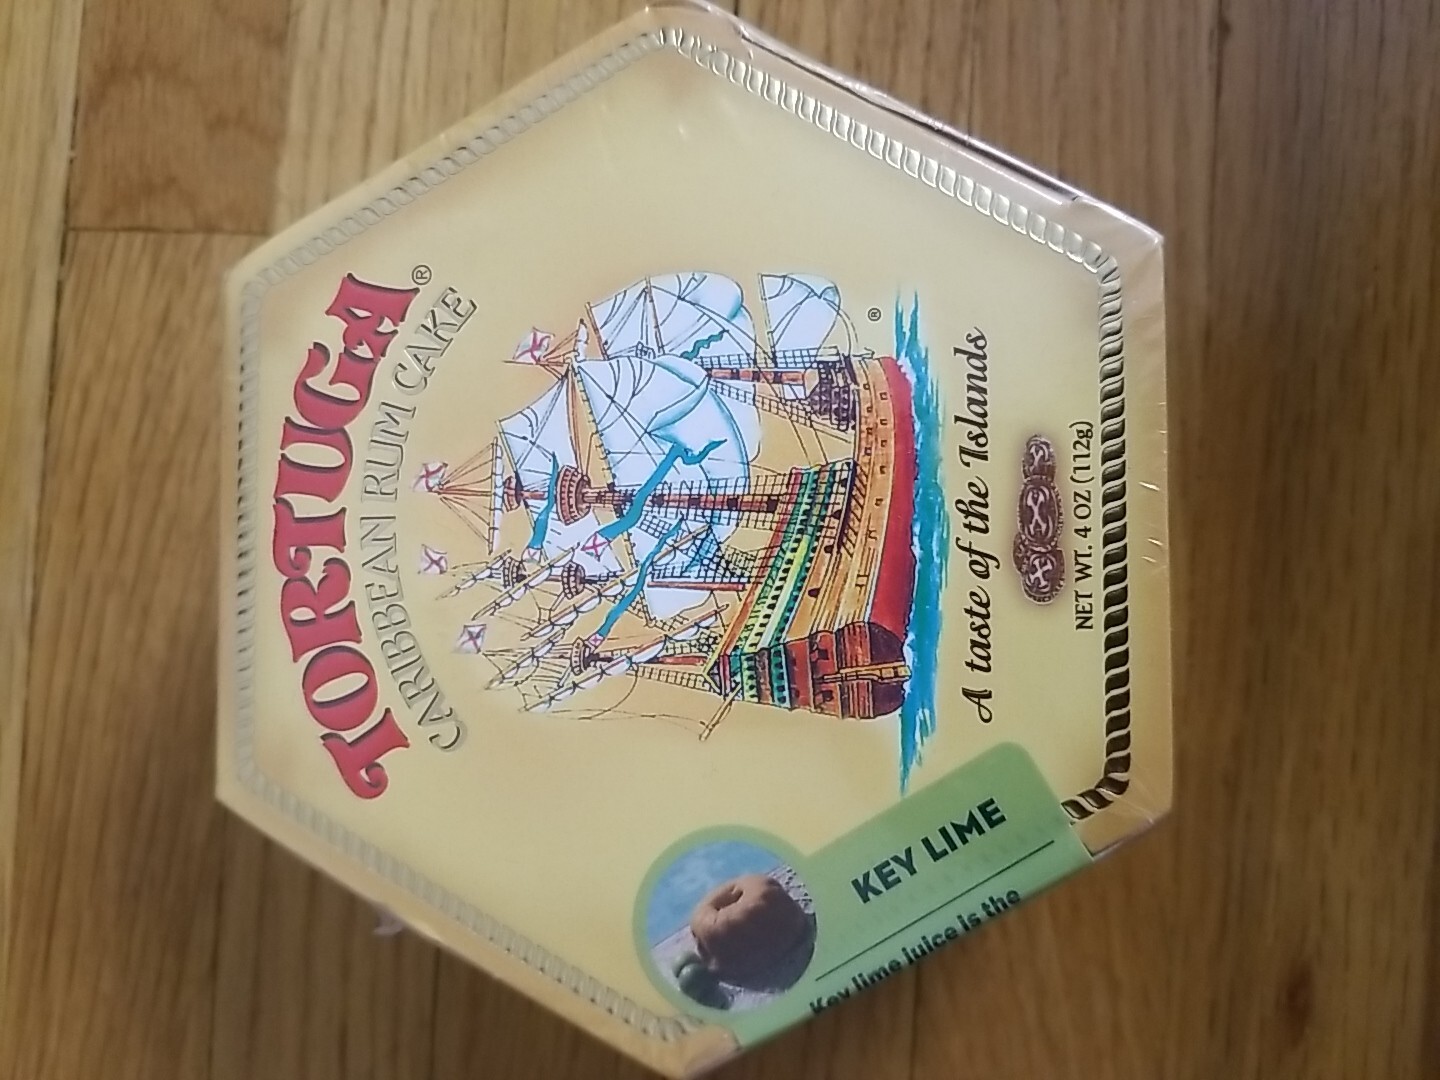 TORTUGA®
CARIBBEAN RUM CAKE
®
A taste of the Islands
NET WT. 4 OZ (112g)
KEY LIME
Key lime juice is the